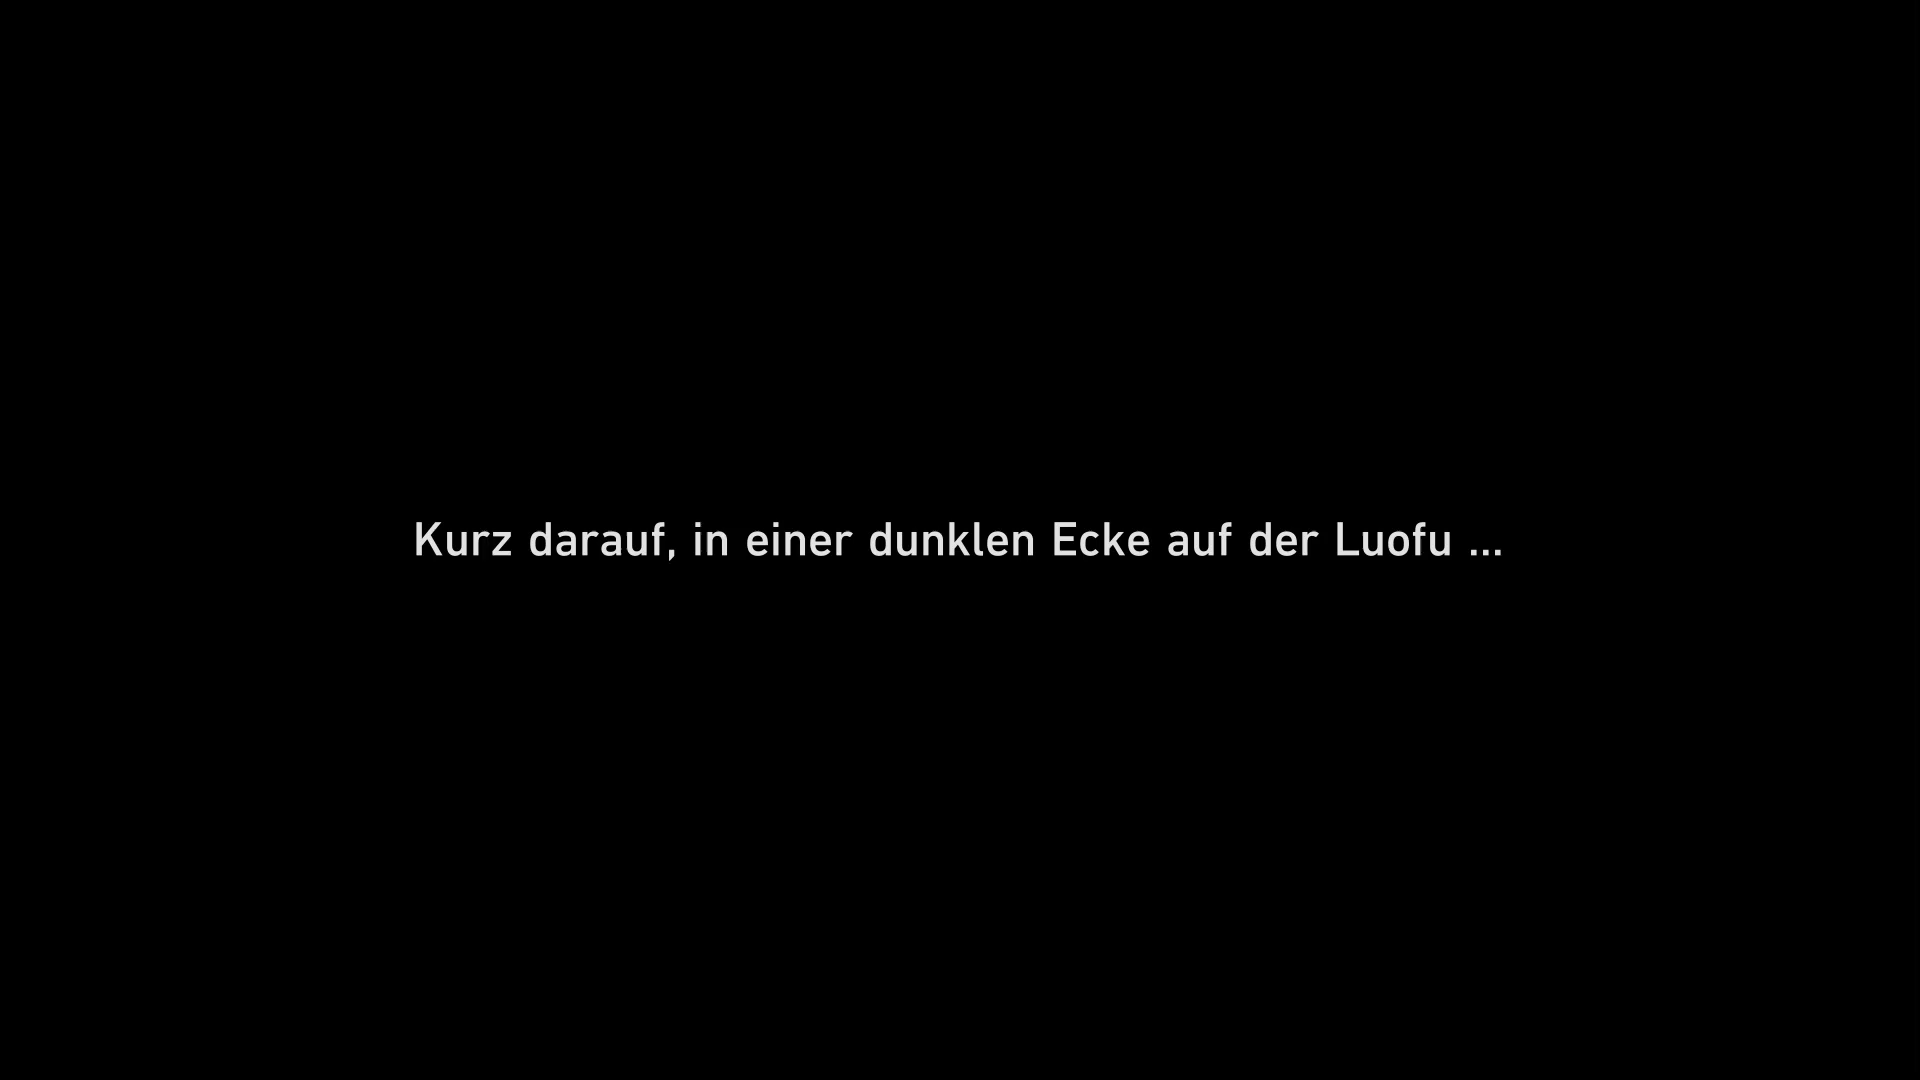 Kurz darauf, in einer dunklen Ecke auf der Luofu ...